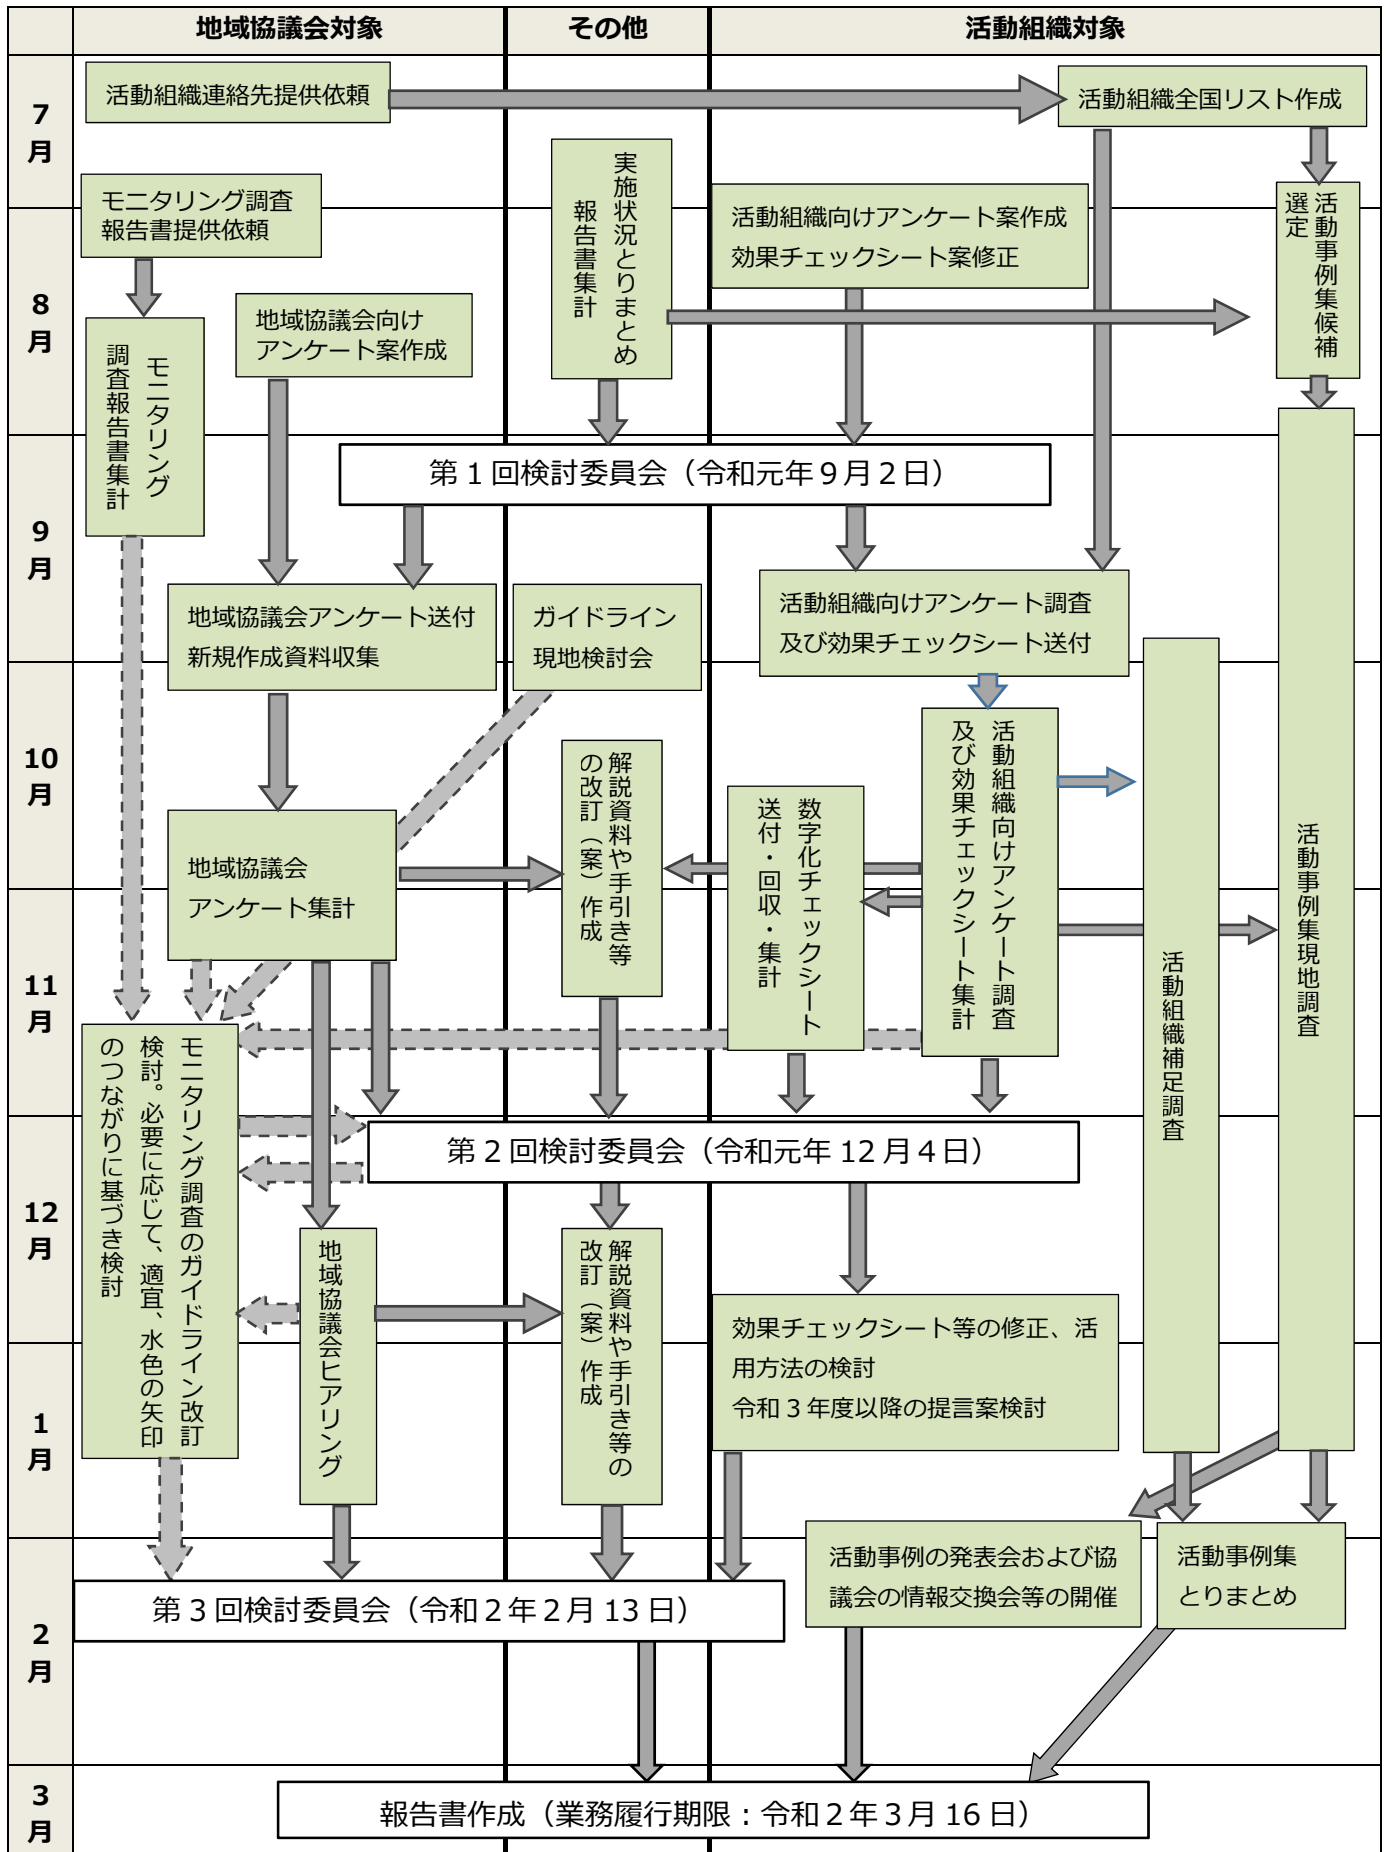 地域協議会対象
その他
活動組織対象
7
月
活動組織連絡先提供依頼
活動組織全国リスト作成
モニタリング調査
報告書提供依頼
実施状況とりまとめ
報告書集計
活動組織向けアンケート案作成
効果チェックシート案修正
活動事例集候補
選定
8
月
地域協議会向け
アンケート案作成
モニタリング
調査報告書集計
第1回検討委員会（令和元年９月２日）
9
月
地域協議会アンケート送付
新規作成資料収集
ガイドライン
現地検討会
活動組織向けアンケート調査
及び効果チェックシート送付
10
月
地域協議会
アンケート集計
解説資料や手引き等
の改訂（案）作成
数字化チェックシート
送付・回収・集計
活動組織向けアンケート調査
及び効果チェックシート集計
活動組織補足調査
活動事例集現地調査
11
月
モニタリング調査のガイドライン改訂
検討。必要に応じて、適宜、水色の矢印
のつながりに基づき検討
第２回検討委員会（令和元年 12 月４日）
12
月
地域協議会ヒアリング
解説資料や手引き等の
改訂（案）作成
効果チェックシート等の修正、活
用方法の検討
令和３年度以降の提言案検討
1
月
活動事例の発表会および協
議会の情報交換会等の開催
活動事例集
とりまとめ
第３回検討委員会（令和２年２月 13 日）
2
月
3
月
報告書作成（業務履行期限：令和２年３月 16 日）